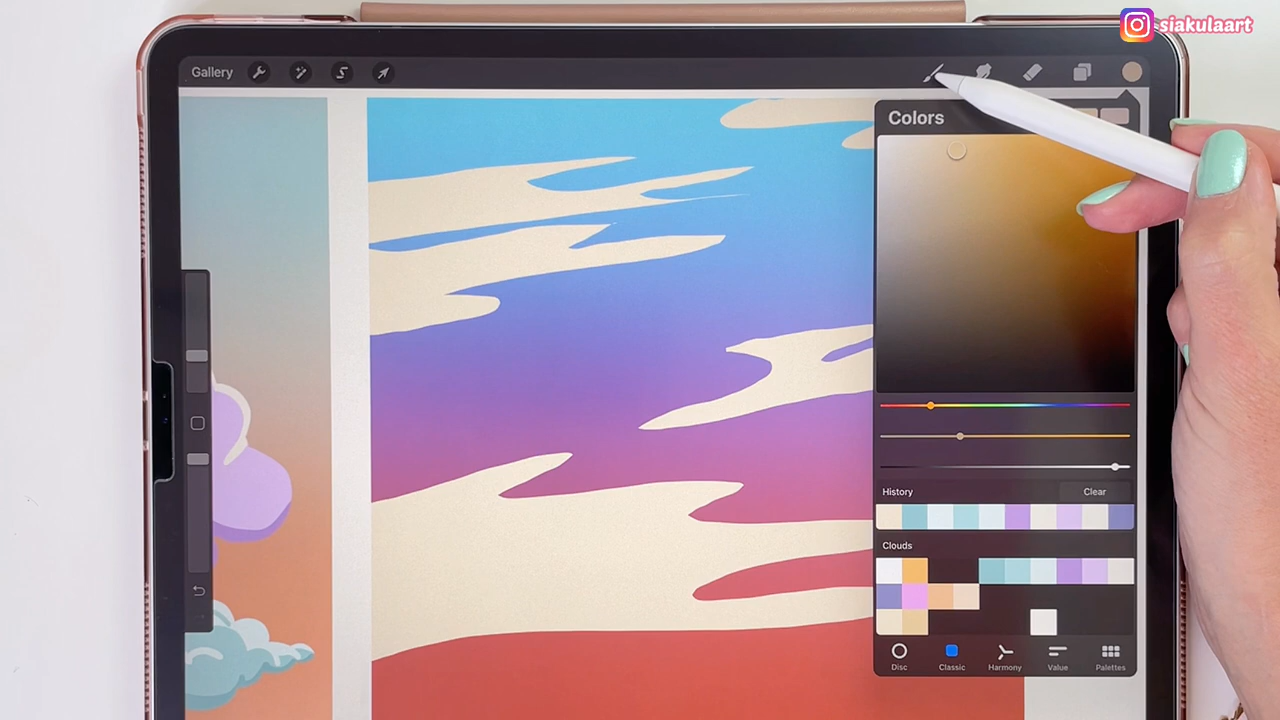 siakulaart
Gallery
Colors
History
Clear
Clouds
Disc
Classic
Harmony
Value
Palettes